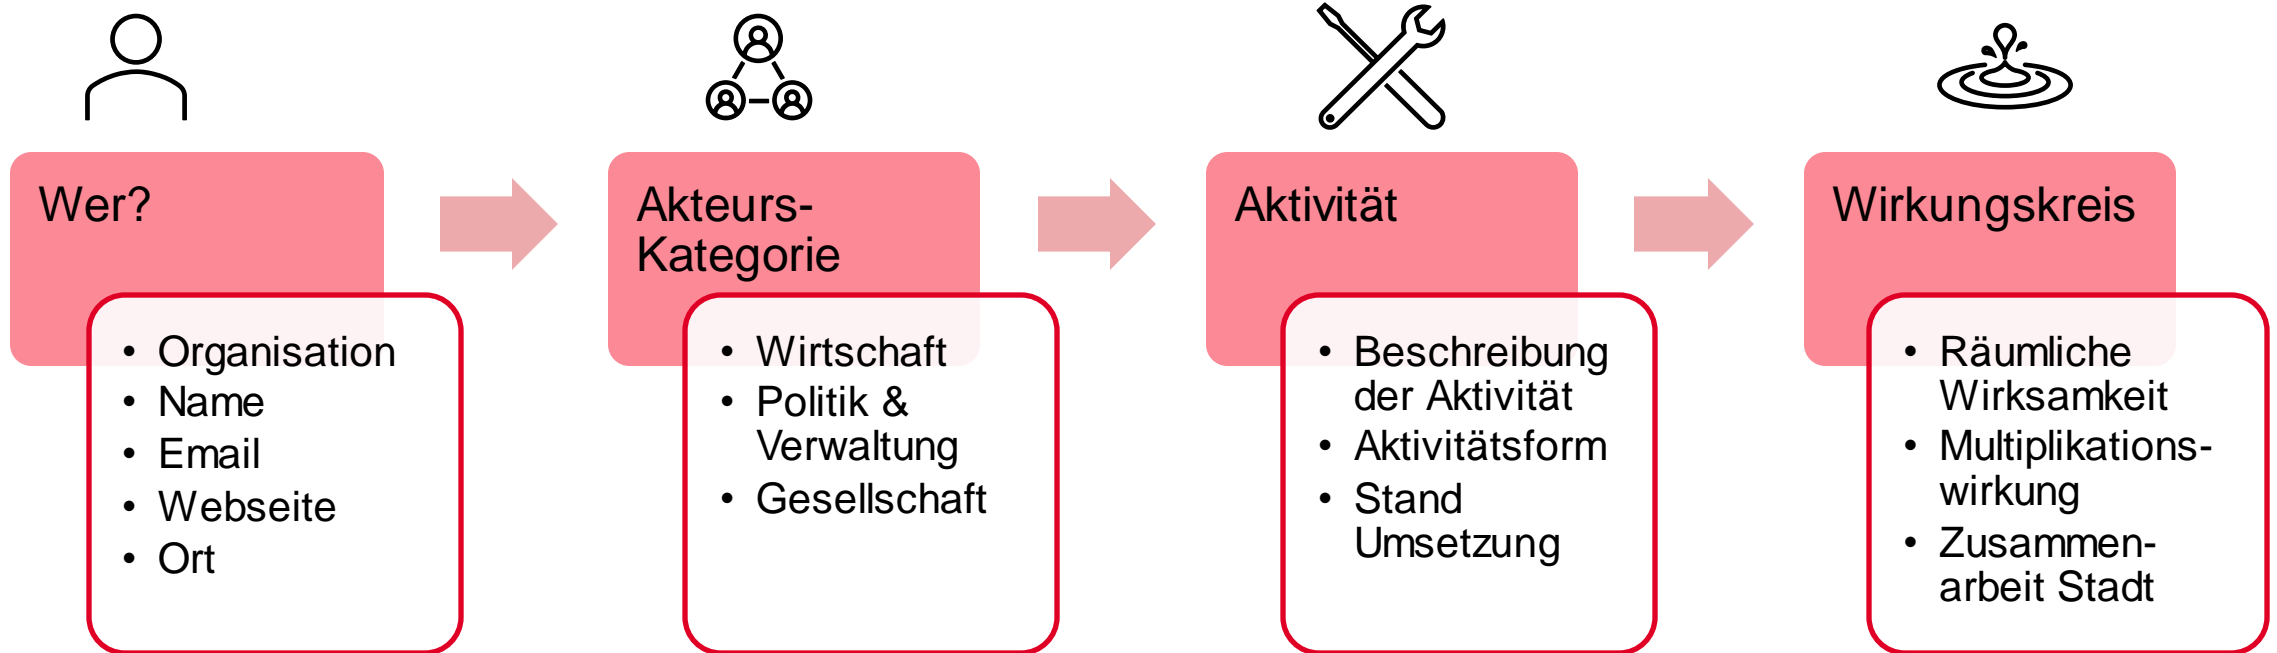 Wer?
• Organisation
• Name
• Email
• Webseite
• Ort
Akteurs-
Kategorie
• Wirtschaft
• Politik &
Verwaltung
• Gesellschaft
Aktivität
• Beschreibung
der Aktivität
• Aktivitätsform
• Stand
Umsetzung
Wirkungskreis
• Räumliche
Wirksamkeit
• Multiplikations-
wirkung
• Zusammen-
arbeit Stadt